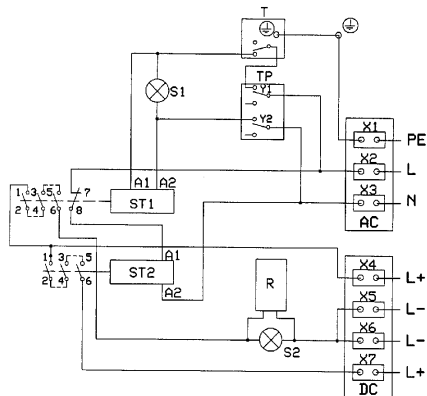 T
S1
TP
Y1
Y2
X1
PE
X2
L
X3
N
AC
A1 A2
ST1
1 3 5 7
2 4 6 8
A1
ST2
A2
1 3 5
2 4 6
R
S2
X4
L+
X5
L-
X6
L-
X7
L+
DC